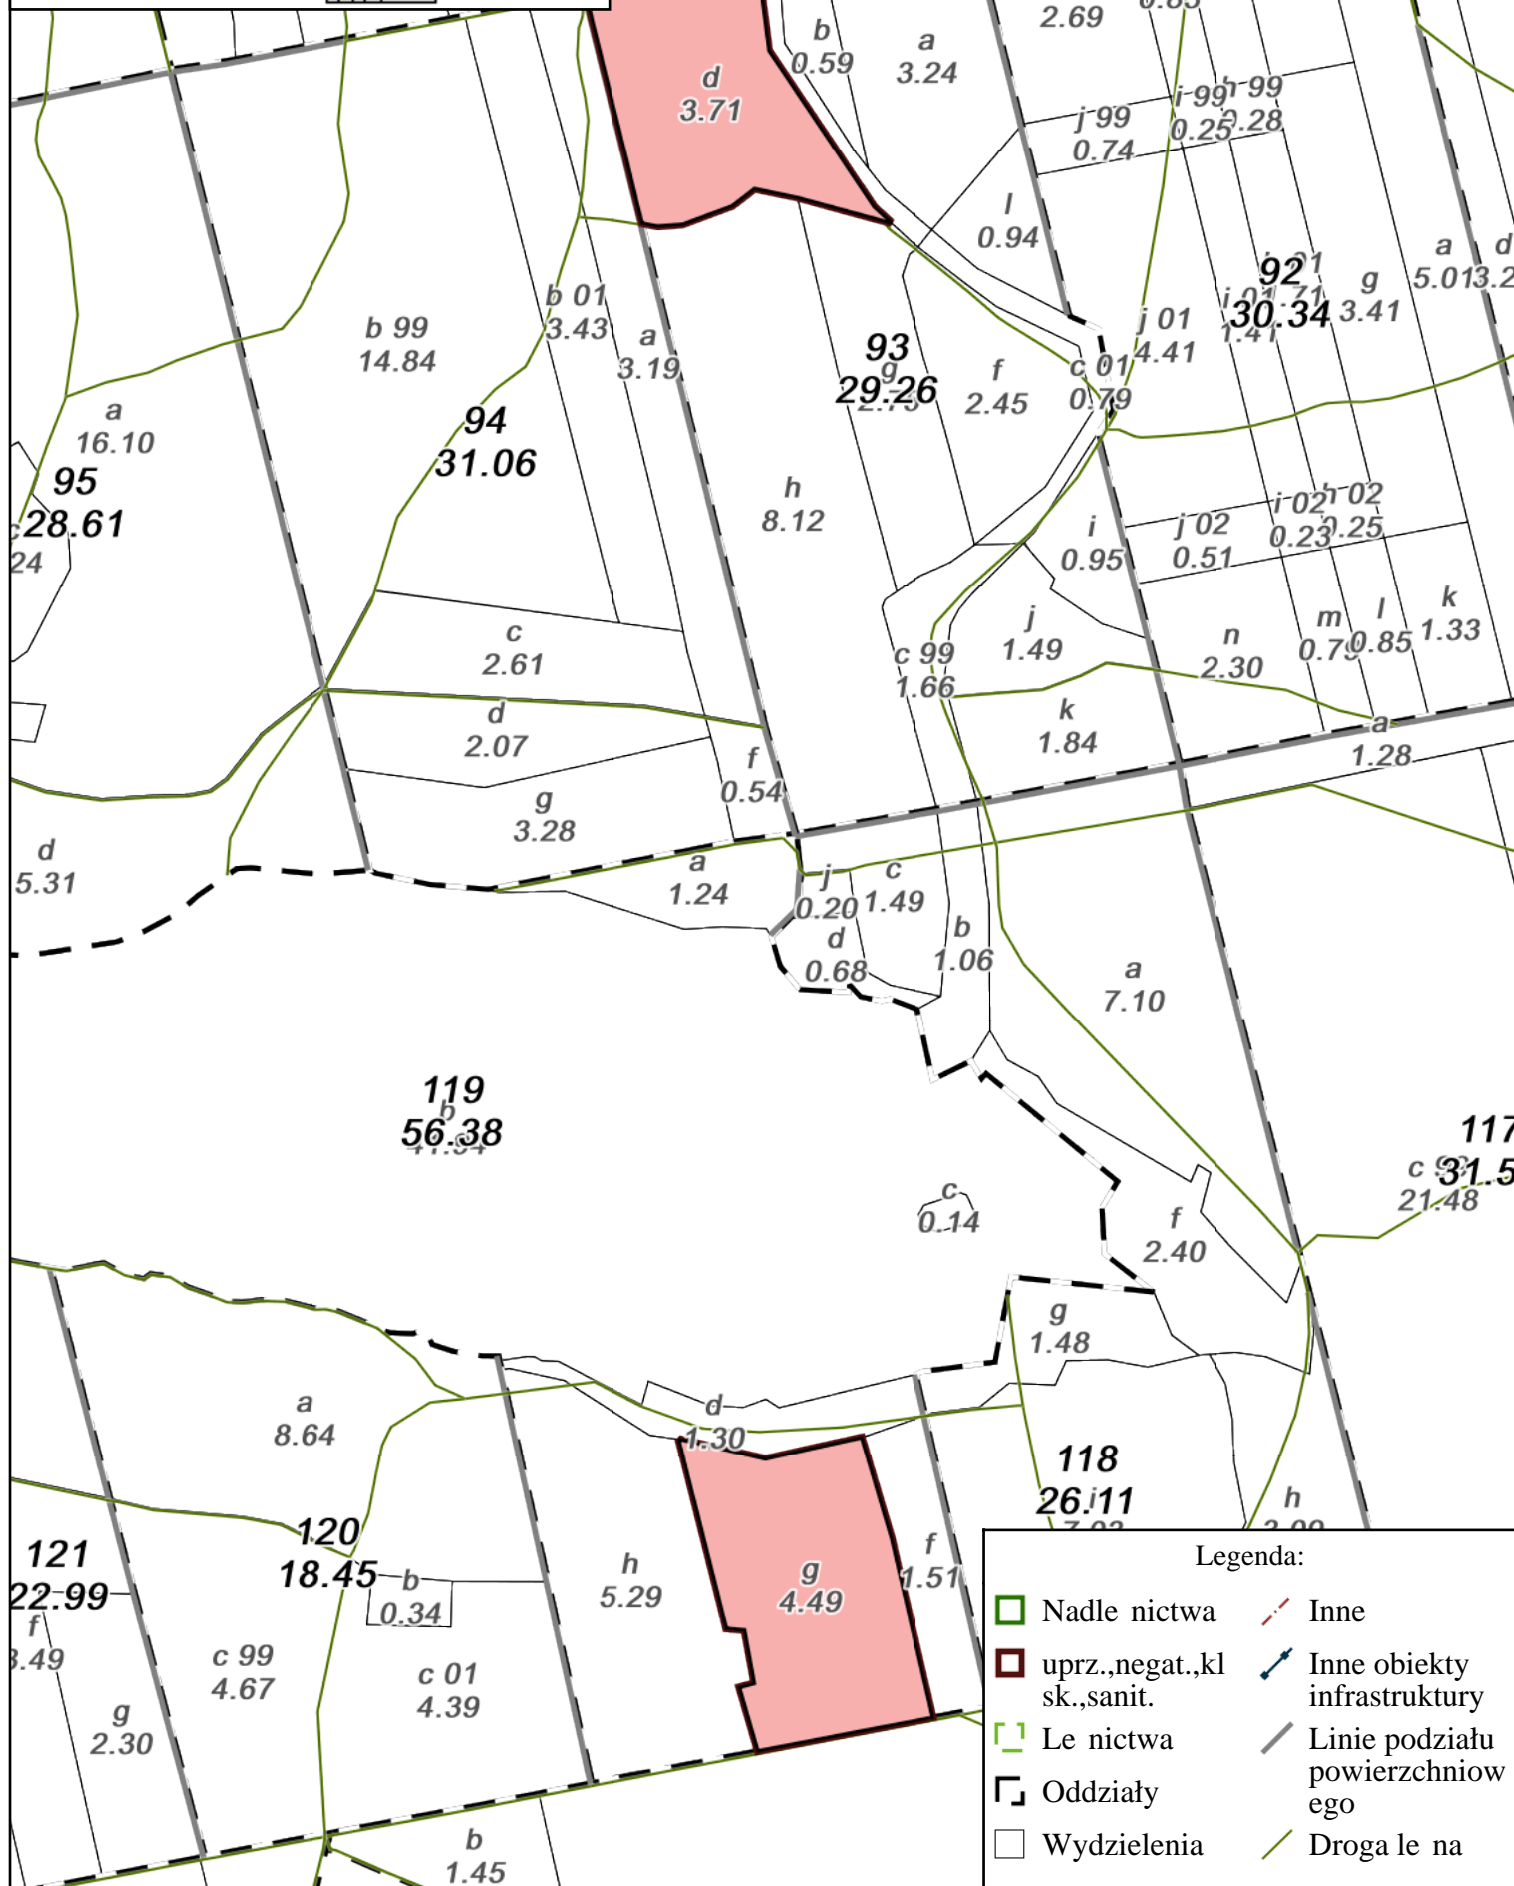 2.69
b
0.59
a
3.24
d
3.71
i 99
0.25
h 99
0.28
j 99
0.74
l
0.94
a
5.01
d
3.2
b 01
3.43
92
30.34
g
3.41
b 99
14.84
a
3.19
93
29.26
g
f
2.45
j 01
4.41
c 01
0.79
a
16.10
94
31.06
95
28.61
24
h
8.12
i
0.95
j 02
0.51
i 02
0.23
h 02
0.25
c
2.61
j
1.49
n
2.30
m
0.79
l
0.85
k
1.33
c 99
1.66
d
2.07
k
1.84
a
1.28
f
0.54
g
3.28
d
5.31
a
1.24
j
0.20
c
1.49
d
0.68
b
1.06
a
7.10
119
b
56.38
117
31.5
21.48
c
0.14
f
2.40
g
1.48
a
8.64
d
1.30
118
26.11
i
h
120
18.45
121
22.99
f
b
0.34
h
5.29
g
4.49
f
1.51
c 99
4.67
c 01
4.39
g
2.30
b
1.45
Legenda:
Nadle nictwa
Inne
uprz.,negat.,kl
sk.,sanit.
Inne obiekty
infrastruktury
Le nictwa
Linie podziału
powierzchniow
ego
Oddziały
Wydzielenia
Droga le na